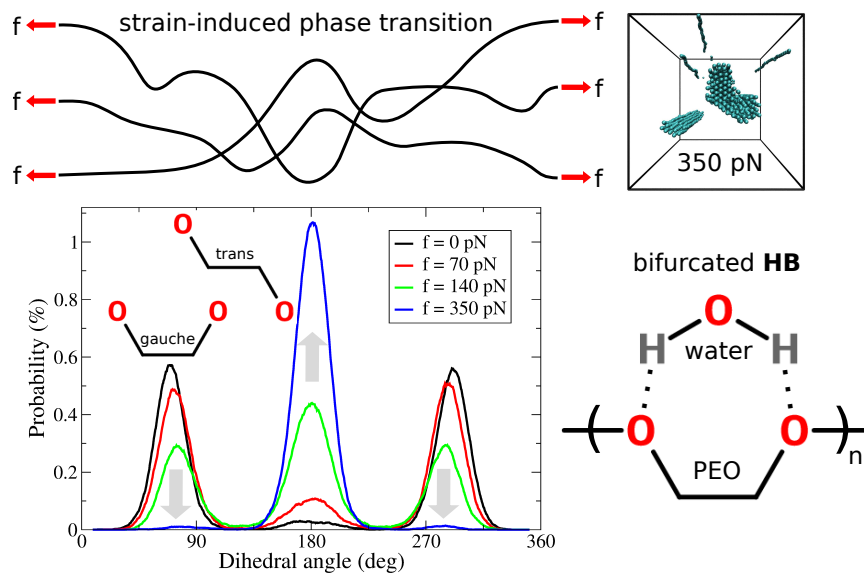 strain-induced phase transition
f f
f f
f f
350 pN
Probability (%)
1
0.8
0.6
0.4
0.2
0
0 90 180 270 360
Dihedral angle (deg)
O
trans
O
O O
gauche
f = 0 pN
f = 70 pN
f = 140 pN
f = 350 pN
bifurcated HB
O
H H
water
( O O )n
PEO